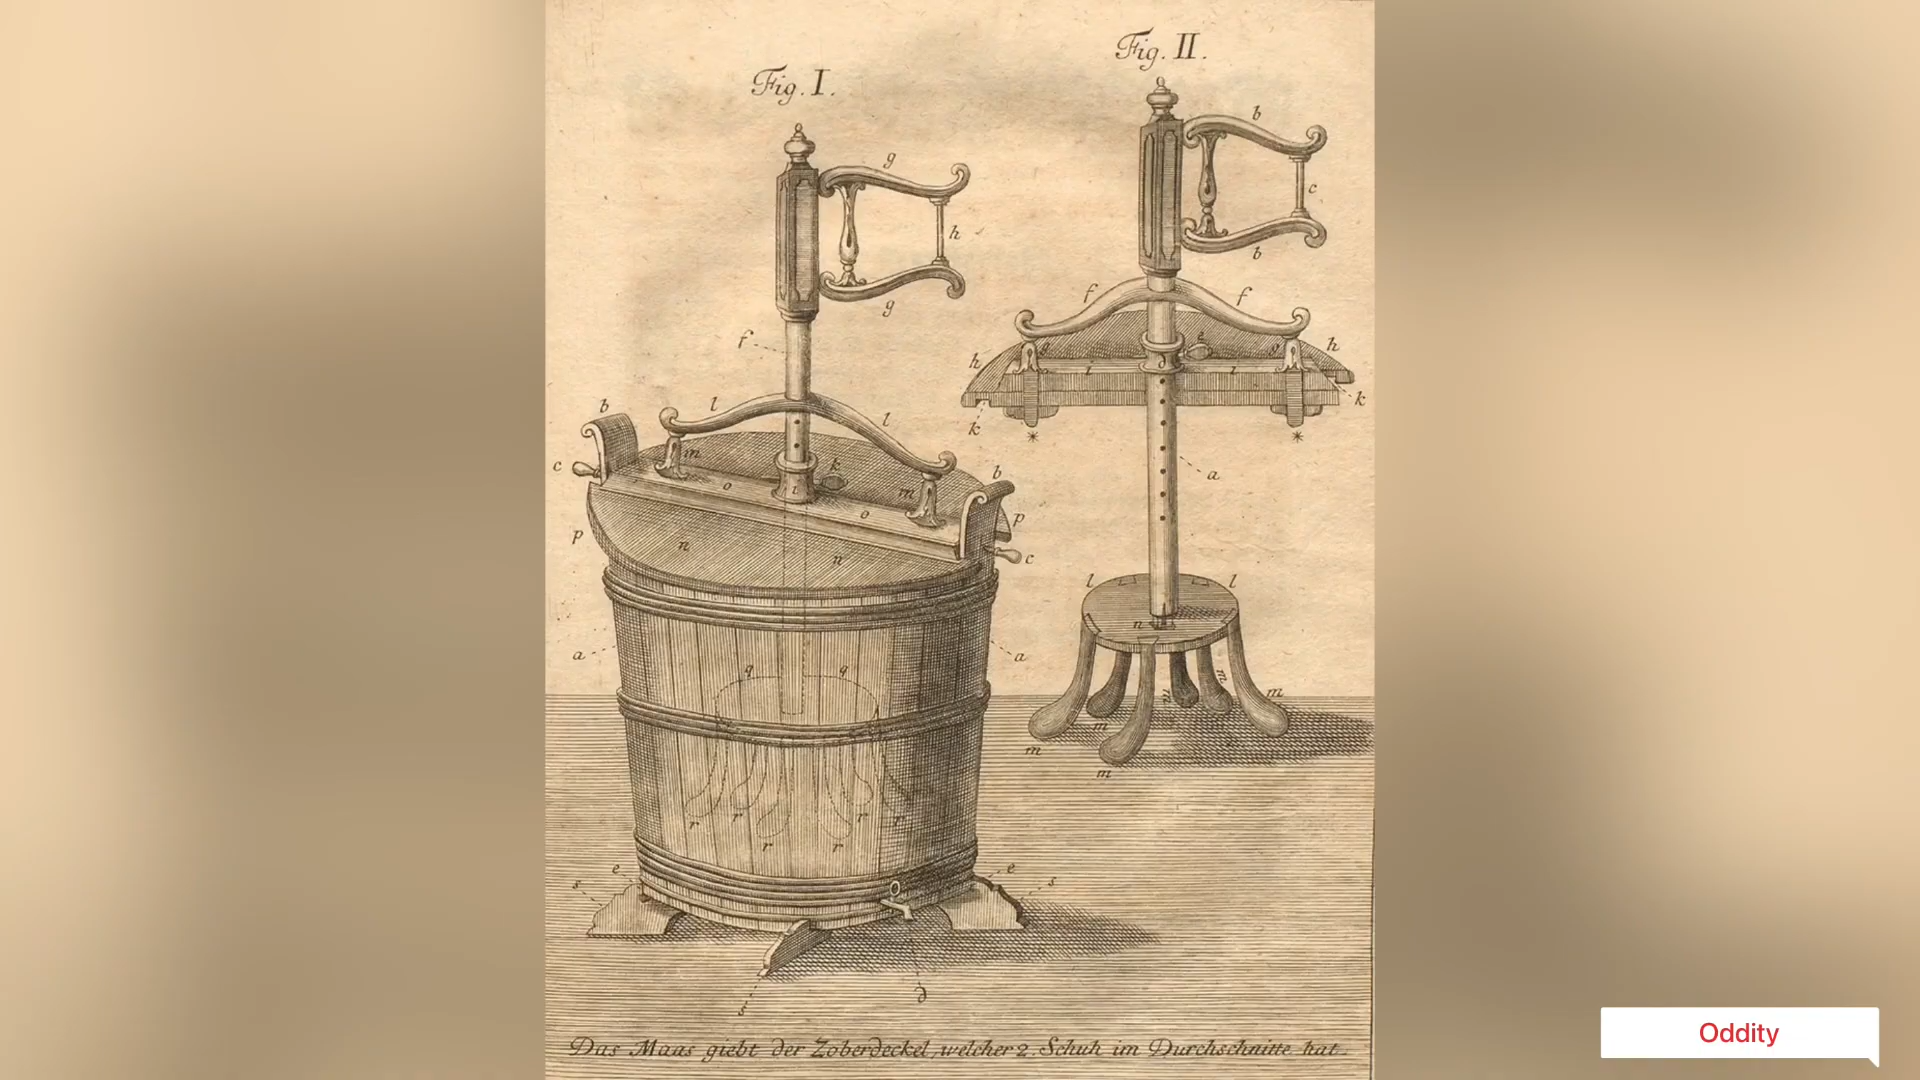 Fig. I.
Fig. II.
g
h
g
f
l
l
b
c
m
o
k
i
m
o
b
p
c
p
n
n
a
a
q
q
r
r
r
r
r
r
e
e
s
s
s
d
b
c
b
f
f
h
g
e
g
h
i
d
i
k
k
*
*
a
l
l
n
m
m
m
m
m
m
Das Maas giebt der Zoberdeckel, welcher 2. Schuh im Durchschnitte hat.
Oddity